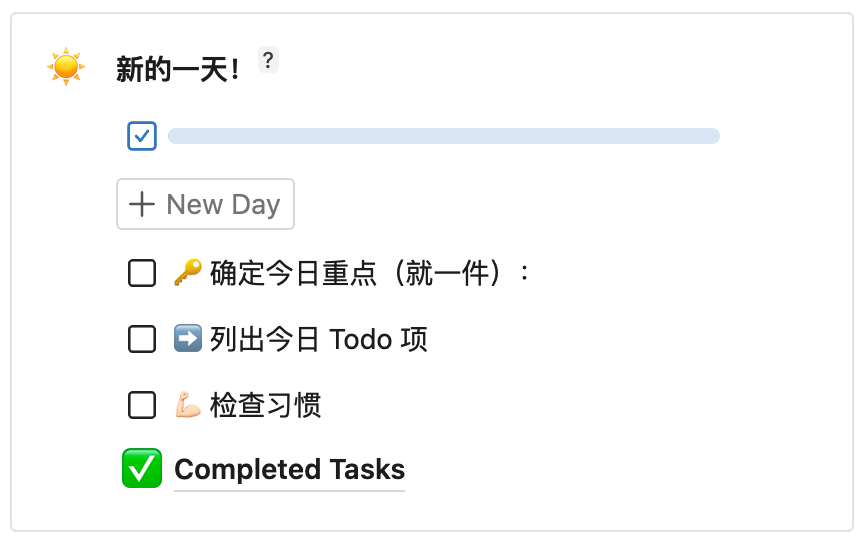 新的一天! ?
+ New Day
🔑 确定今日重点（就一件）:
➡️ 列出今日 Todo 项
💪🏻 检查习惯
✅ Completed Tasks